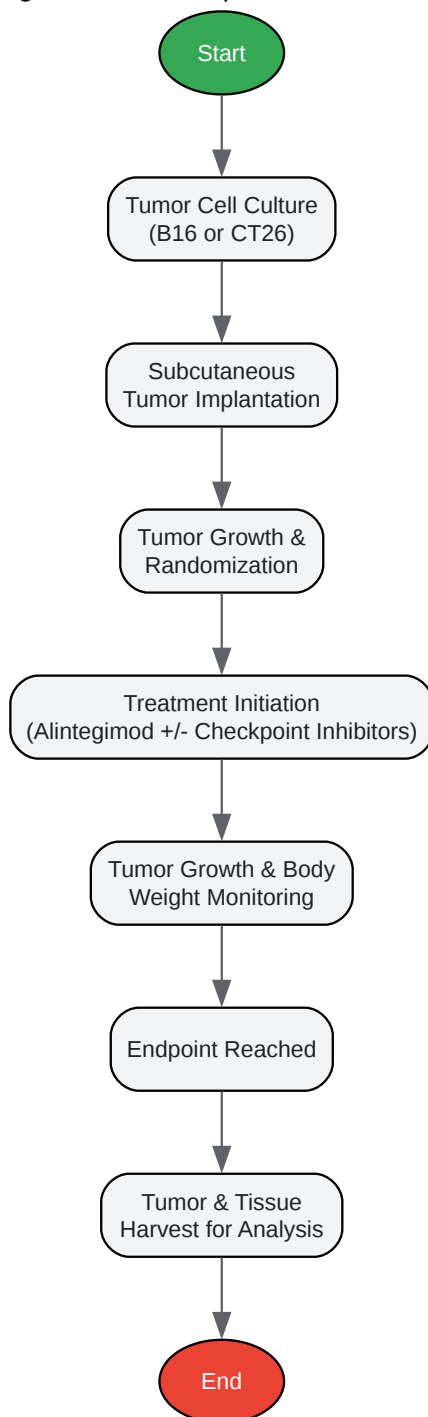 Start
Tumor Cell Culture
(B16 or CT26)
Subcutaneous
Tumor Implantation
Tumor Growth &
Randomization
Treatment Initiation
(Alintegimod +/- Checkpoint Inhibitors)
Tumor Growth & Body
Weight Monitoring
Endpoint Reached
Tumor & Tissue
Harvest for Analysis
End